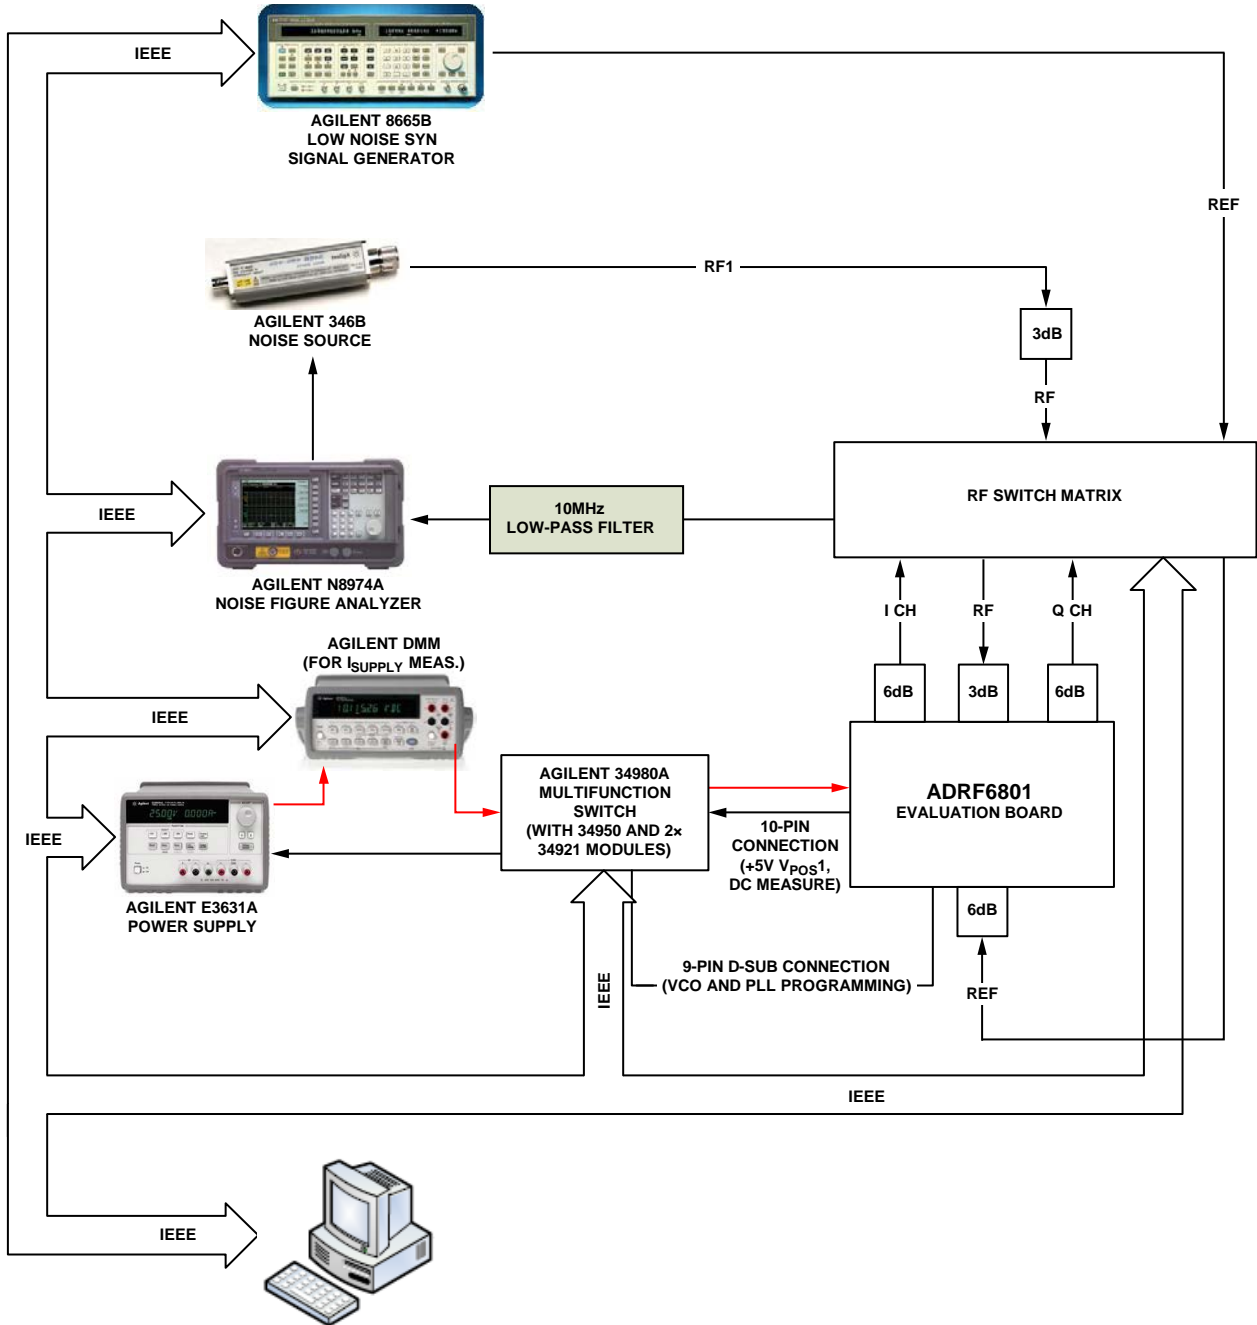 IEEE
AGILENT 8665B
LOW NOISE SYN
SIGNAL GENERATOR
REF
RF1
AGILENT 346B
NOISE SOURCE
3dB
RF
RF SWITCH MATRIX
10MHz
LOW-PASS FILTER
IEEE
AGILENT N8974A
NOISE FIGURE ANALYZER
I CH
RF
Q CH
AGILENT DMM
(FOR ISUPPLY MEAS.)
6dB
3dB
6dB
IEEE
AGILENT 34980A
MULTIFUNCTION
SWITCH
(WITH 34950 AND 2×
34921 MODULES)
ADRF6801
EVALUATION BOARD
IEEE
10-PIN
CONNECTION
(+5V VPOS1,
DC MEASURE)
AGILENT E3631A
POWER SUPPLY
6dB
9-PIN D-SUB CONNECTION
(VCO AND PLL PROGRAMMING)
IEEE
REF
IEEE
IEEE